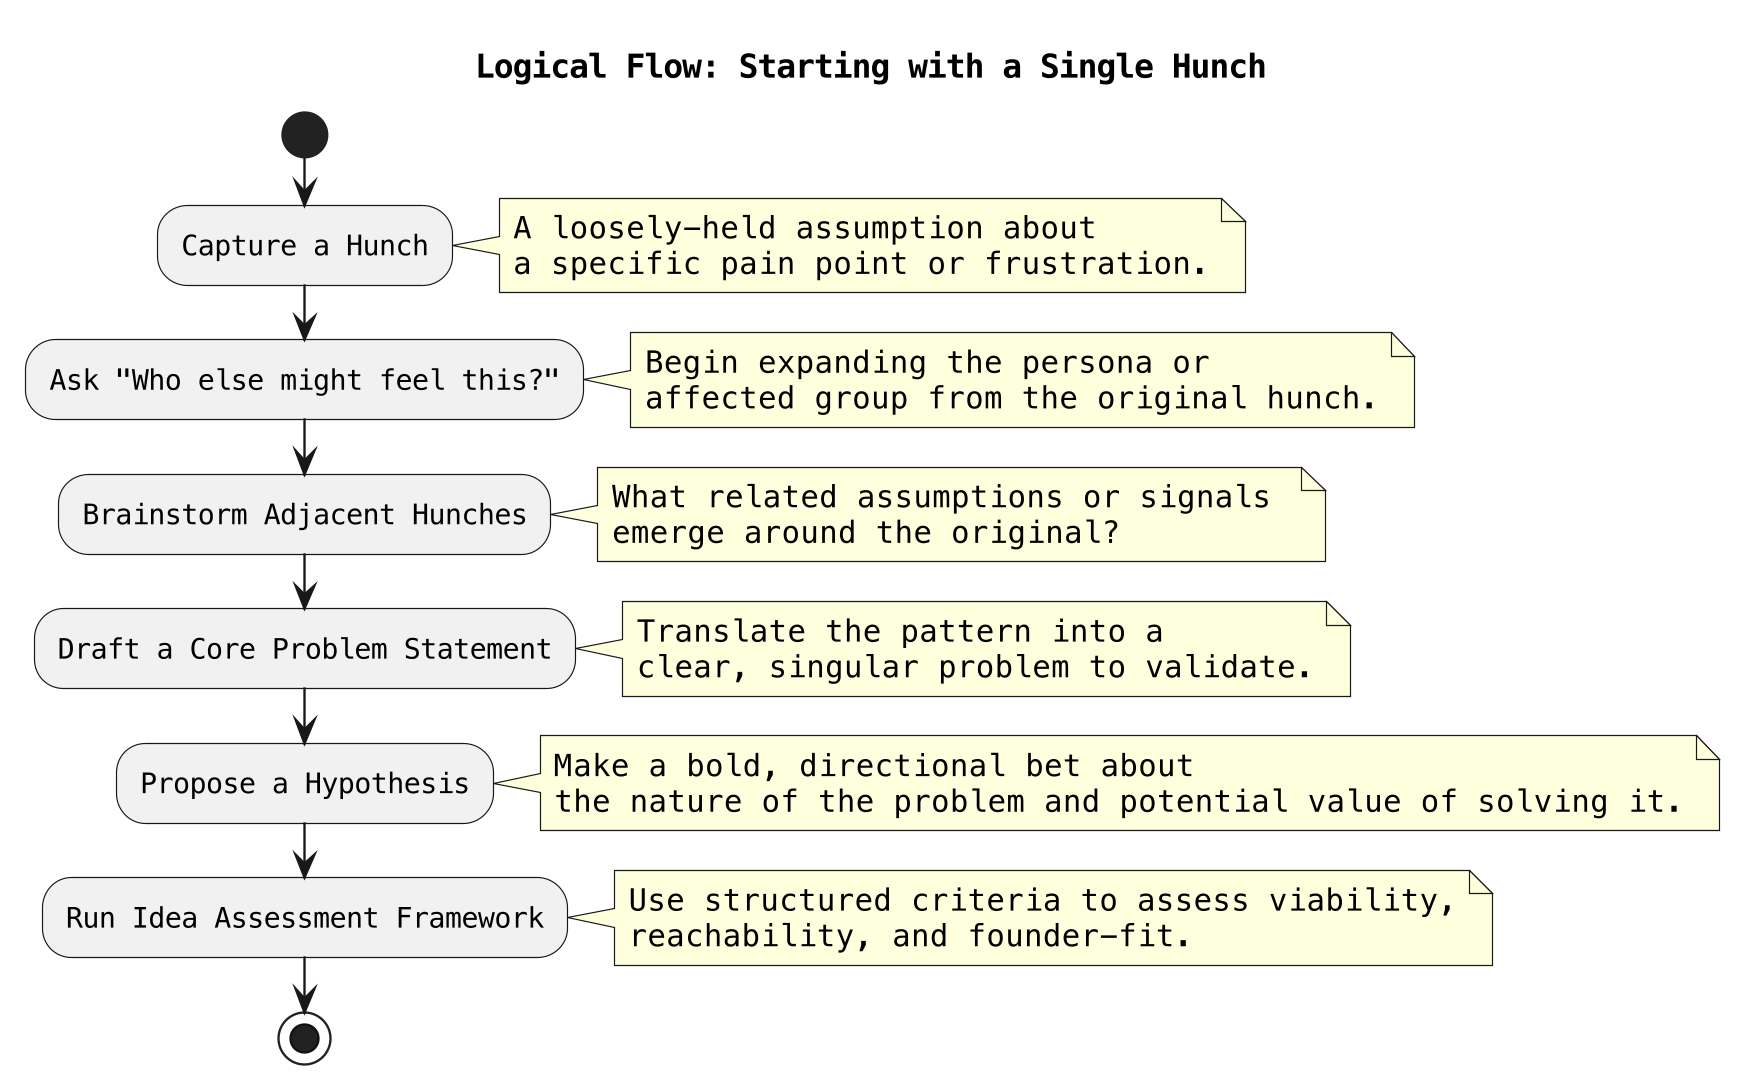 Logical Flow: Starting with a Single Hunch
Capture a Hunch
A loosely-held assumption about
a specific pain point or frustration.
Ask "Who else might feel this?"
Begin expanding the persona or
affected group from the original hunch.
Brainstorm Adjacent Hunches
What related assumptions or signals
emerge around the original?
Draft a Core Problem Statement
Translate the pattern into a
clear, singular problem to validate.
Propose a Hypothesis
Make a bold, directional bet about
the nature of the problem and potential value of solving it.
Run Idea Assessment Framework
Use structured criteria to assess viability,
reachability, and founder-fit.